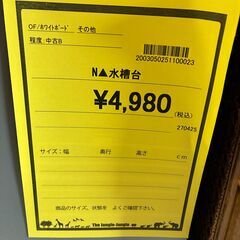 OF/ﾎﾜｲﾄﾎﾞｰﾄﾞ その他
程度:中古B
2003050251100023
N▲水槽台
¥4,980
(税込)
270425
サイズ:幅 奥行 高さ cm
商品のサイズ、状態を よくご確認下さい。
The Jungle Jungle